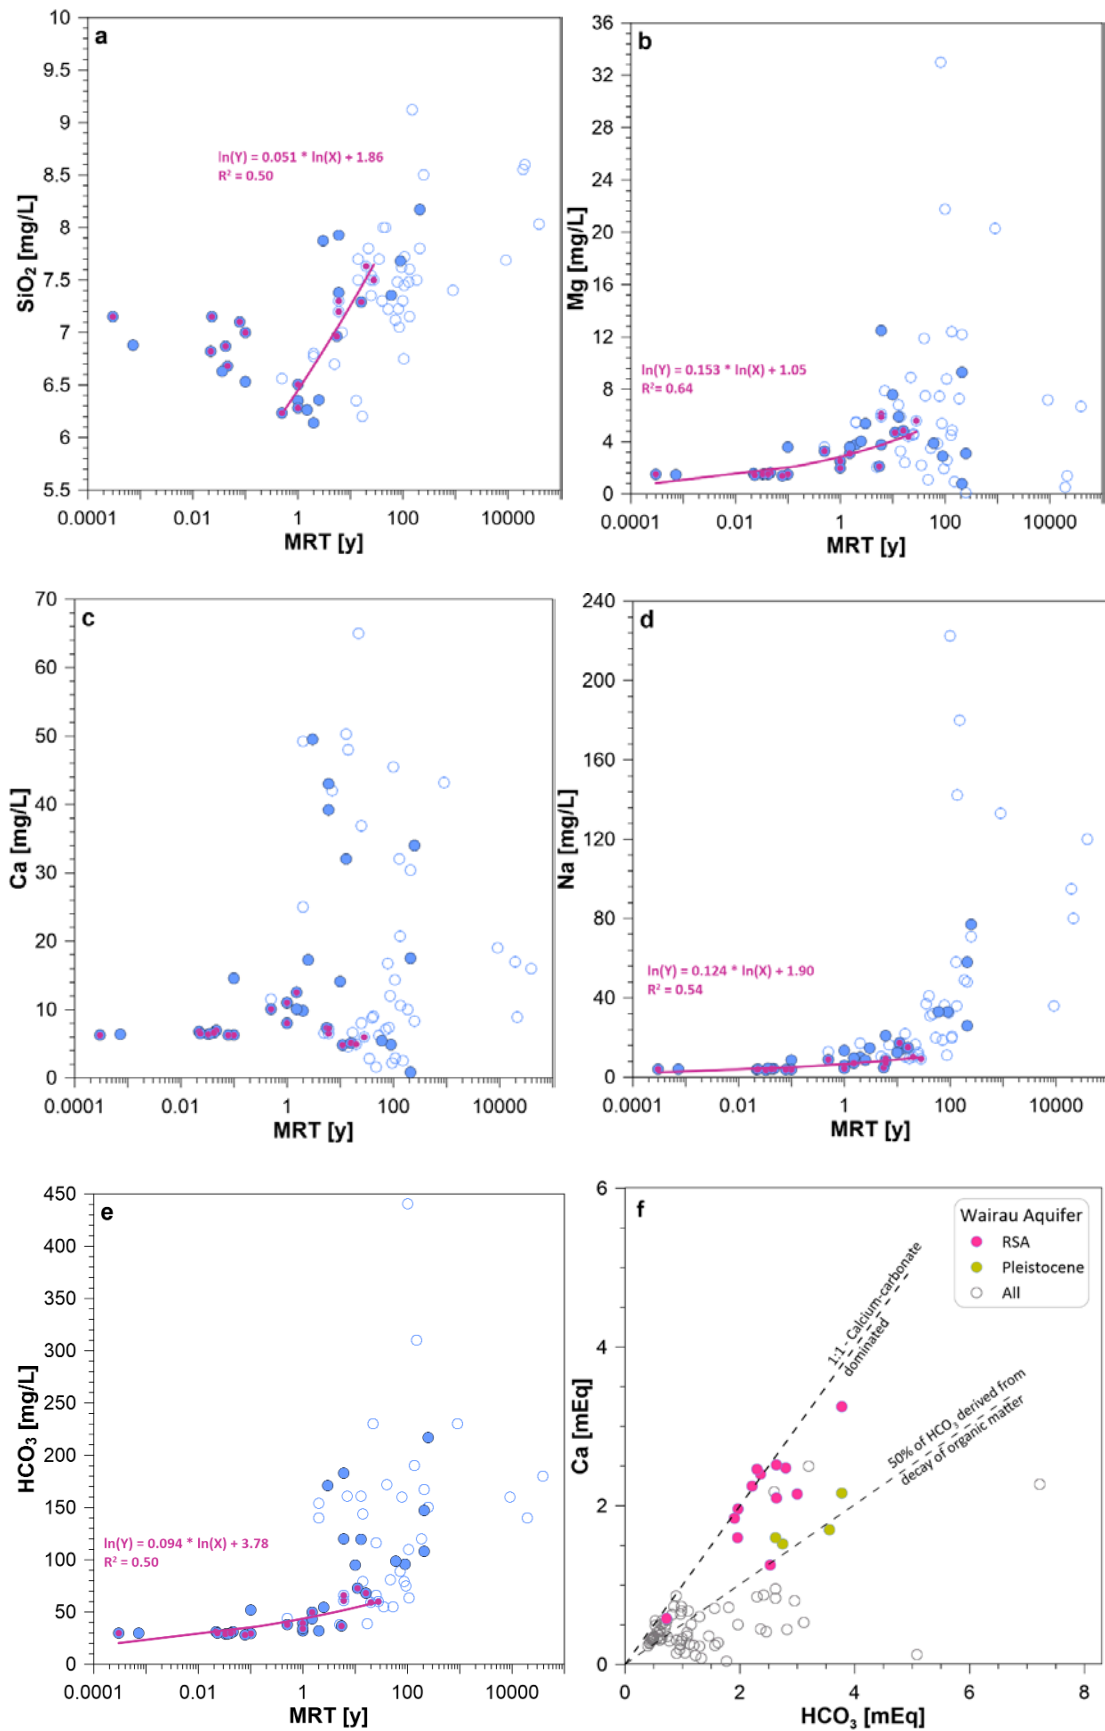 a
10
9.5
9
8.5
8
7.5
7
6.5
6
5.5
SiO2 [mg/L]
ln(Y) = 0.051 * ln(X) + 1.86
R² = 0.50
0.0001
0.01
1
100
10000
MRT [y]
b
36
32
28
24
20
16
12
8
4
0
Mg [mg/L]
ln(Y) = 0.153 * ln(X) + 1.05
R²= 0.64
0.0001
0.01
1
100
10000
MRT [y]
c
70
60
50
40
30
20
10
0
Ca [mg/L]
0.0001
0.01
1
100
10000
MRT [y]
d
240
200
160
120
80
40
0
Na [mg/L]
ln(Y) = 0.124 * ln(X) + 1.90
R² = 0.54
0.0001
0.01
1
100
10000
MRT [y]
e
450
400
350
300
250
200
150
100
50
0
HCO3 [mg/L]
ln(Y) = 0.094 * ln(X) + 3.78
R² = 0.50
0.0001
0.01
1
100
10000
MRT [y]
f
6
4
2
0
Ca [mEq]
Wairau Aquifer
RSA
Pleistocene
All
1:1 - Calcium-carbonate
dominated
50% of HCO3 derived from
decay of organic matter
0
2
4
6
8
HCO3 [mEq]